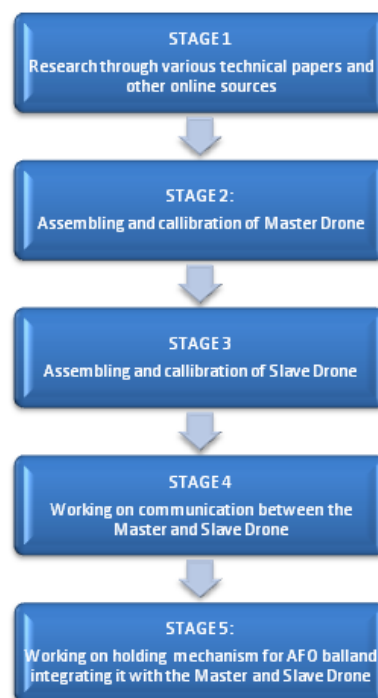 STAGE 1
Research through various technical papers and
other online sources
STAGE 2:
Assembling and callibration of Master Drone
STAGE 3
Assembling and callibration of Slave Drone
STAGE 4
Working on communication between the
Master and Slave Drone
STAGE 5:
Working on holding mechanism for AFO balland
integrating it with the Master and Slave Drone